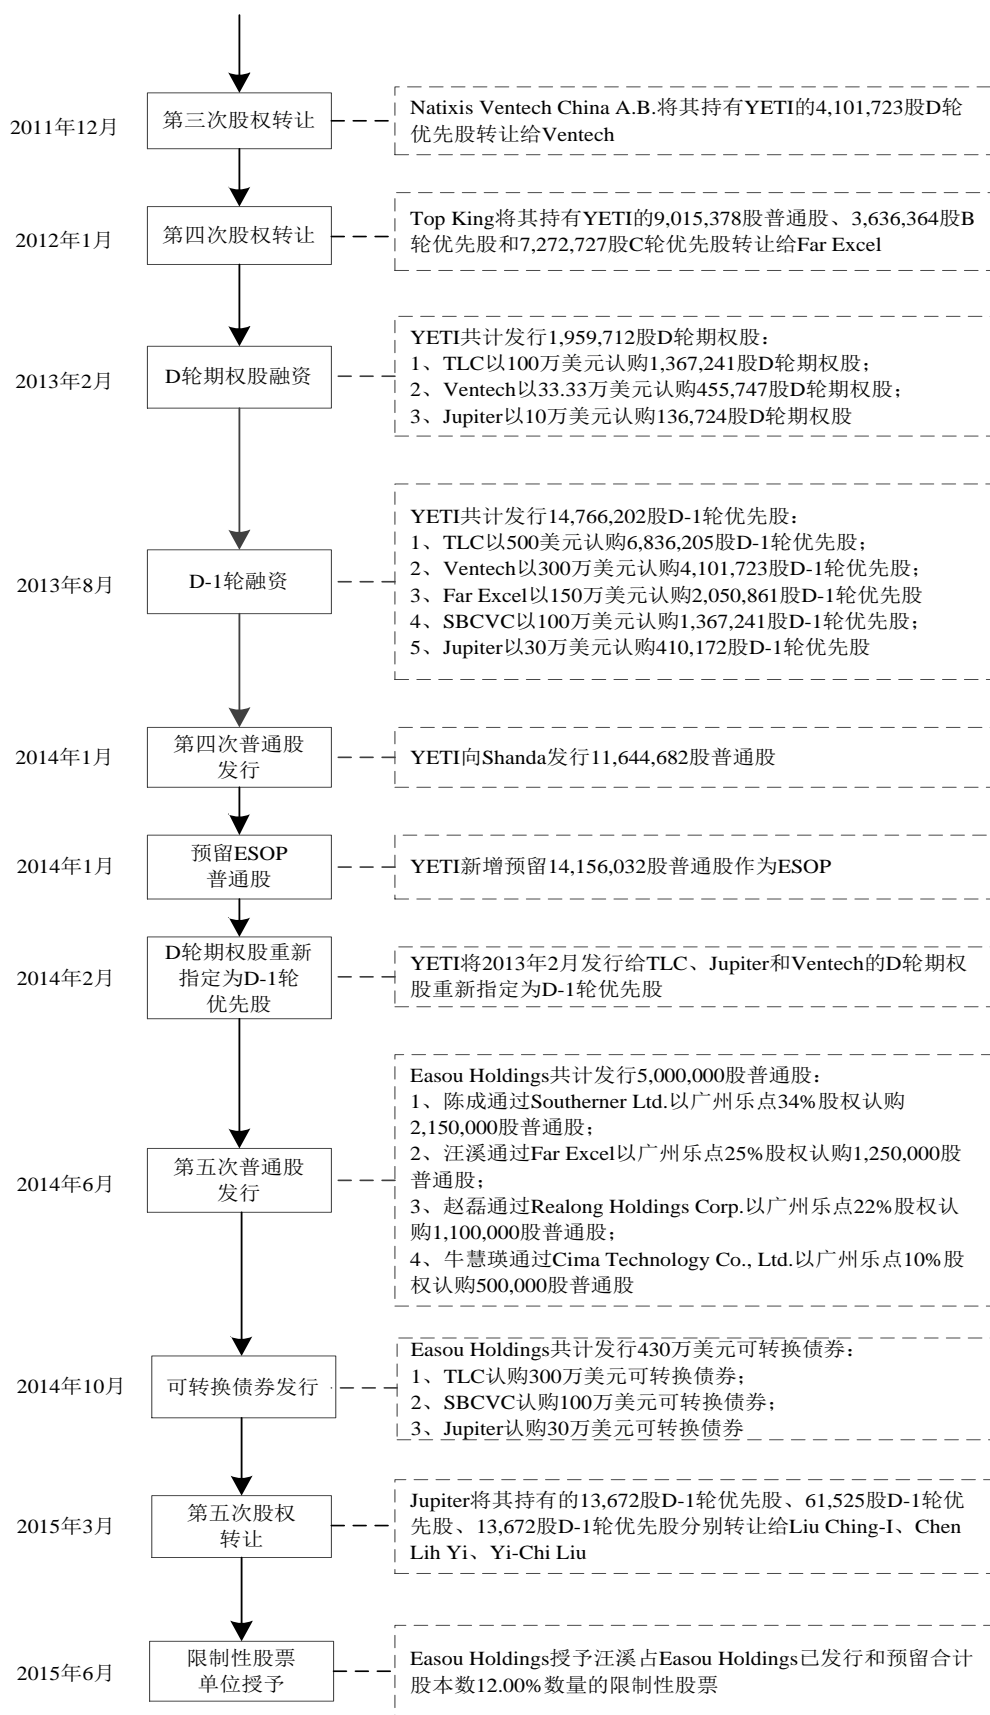 2011年12月
第三次股权转让
Natixis Ventech China A.B.将其持有YETI的4,101,723股D轮
优先股转让给Ventech
2012年1月
第四次股权转让
Top King将其持有YETI的9,015,378股普通股、3,636,364股B
轮优先股和7,272,727股C轮优先股转让给Far Excel
2013年2月
D轮期权股融资
YETI共计发行1,959,712股D轮期权股：
1、TLC以100万美元认购1,367,241股D轮期权股；
2、Ventech以33.33万美元认购455,747股D轮期权股；
3、Jupiter以10万美元认购136,724股D轮期权股
2013年8月
D-1轮融资
YETI共计发行14,766,202股D-1轮优先股：
1、TLC以500美元认购6,836,205股D-1轮优先股；
2、Ventech以300万美元认购4,101,723股D-1轮优先股；
3、Far Excel以150万美元认购2,050,861股D-1轮优先股
4、SBCVC以100万美元认购1,367,241股D-1轮优先股；
5、Jupiter以30万美元认购410,172股D-1轮优先股
2014年1月
第四次普通股
发行
YETI向Shanda发行11,644,682股普通股
2014年1月
预留ESOP
普通股
YETI新增预留14,156,032股普通股作为ESOP
2014年2月
D轮期权股重新
指定为D-1轮
优先股
YETI将2013年2月发行给TLC、Jupiter和Ventech的D轮期权
股重新指定为D-1轮优先股
2014年6月
第五次普通股
发行
Easou Holdings共计发行5,000,000股普通股：
1、陈成通过Southerner Ltd.以广州乐点34%股权认购
2,150,000股普通股；
2、汪溪通过Far Excel以广州乐点25%股权认购1,250,000股
普通股；
3、赵磊通过Realong Holdings Corp.以广州乐点22%股权认
购1,100,000股普通股；
4、牛慧瑛通过Cima Technology Co., Ltd.以广州乐点10%股
权认购500,000股普通股
2014年10月
可转换债券发行
Easou Holdings共计发行430万美元可转换债券：
1、TLC认购300万美元可转换债券；
2、SBCVC认购100万美元可转换债券；
3、Jupiter认购30万美元可转换债券
2015年3月
第五次股权
转让
Jupiter将其持有的13,672股D-1轮优先股、61,525股D-1轮优
先股、13,672股D-1轮优先股分别转让给Liu Ching-I、Chen
Lih Yi、Yi-Chi Liu
2015年6月
限制性股票
单位授予
Easou Holdings授予汪溪占Easou Holdings已发行和预留合计
股本数12.00%数量的限制性股票